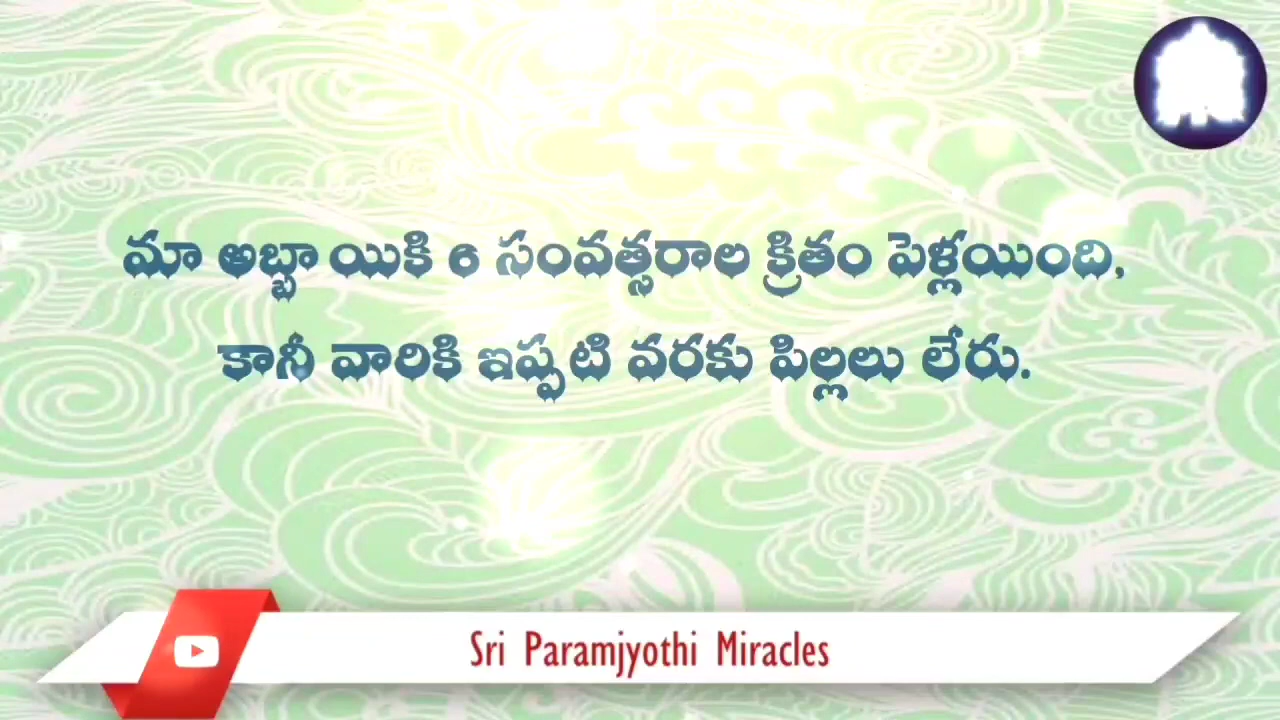 మా అబ్బాయికి 6 సంవత్సరాల క్రితం పెళ్లయింది,
కానీ వారికి ఇప్పటి వరకు పిల్లలు లేరు.
Sri Paramjyothi Miracles